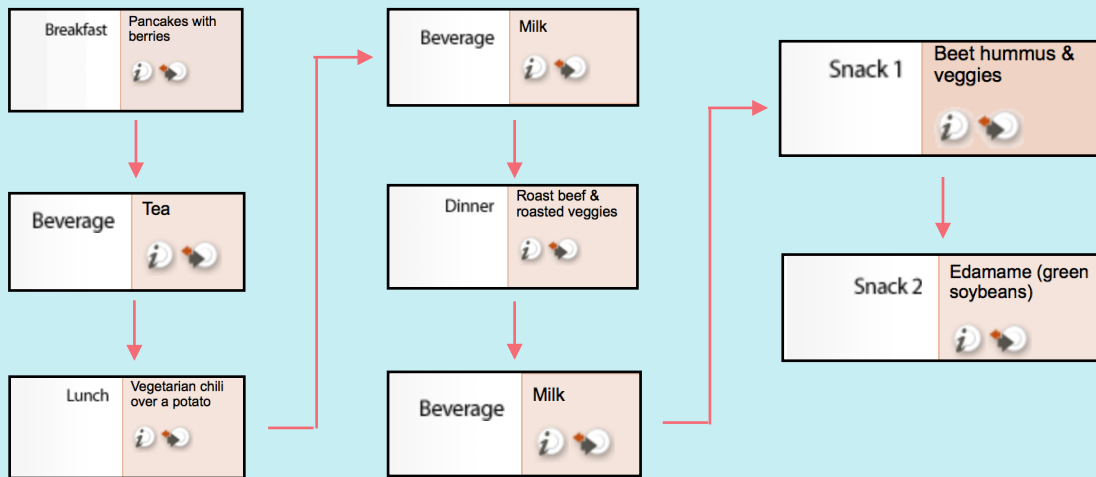 Breakfast
Pancakes with
berries
Beverage
Tea
Lunch
Vegetarian chili
over a potato
Beverage
Milk
Dinner
Roast beef &
roasted veggies
Beverage
Milk
Snack 1
Beet hummus &
veggies
Snack 2
Edamame (green
soybeans)